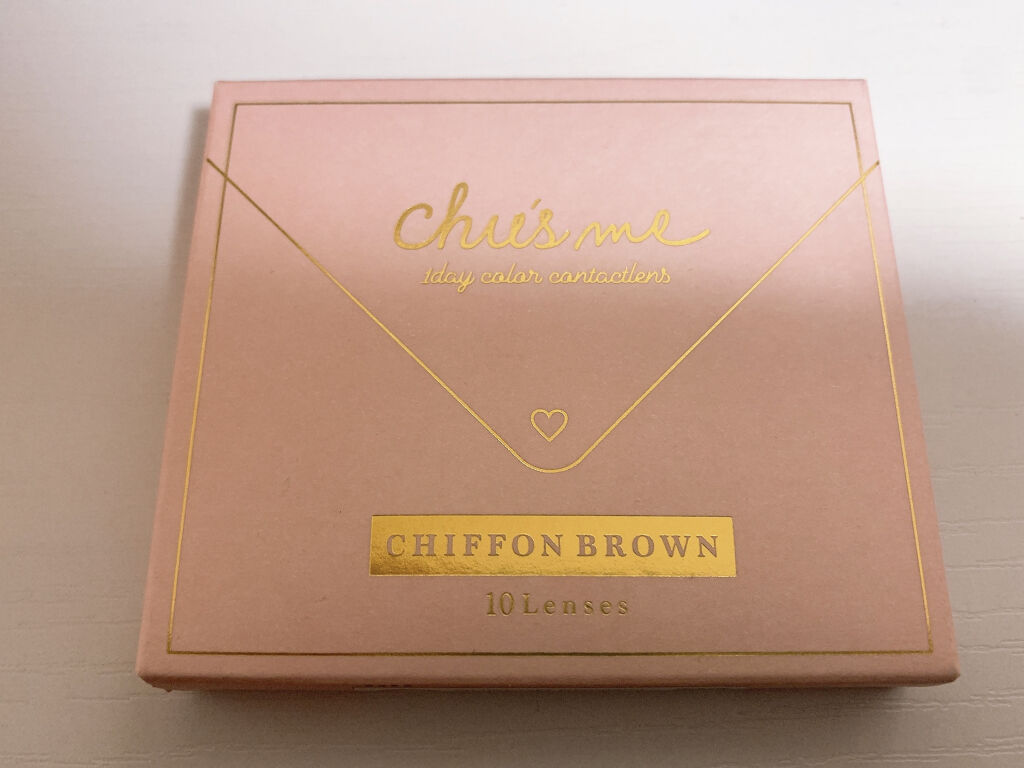 chu's me
1day color contactlens
CHIFFON BROWN
10 Lenses